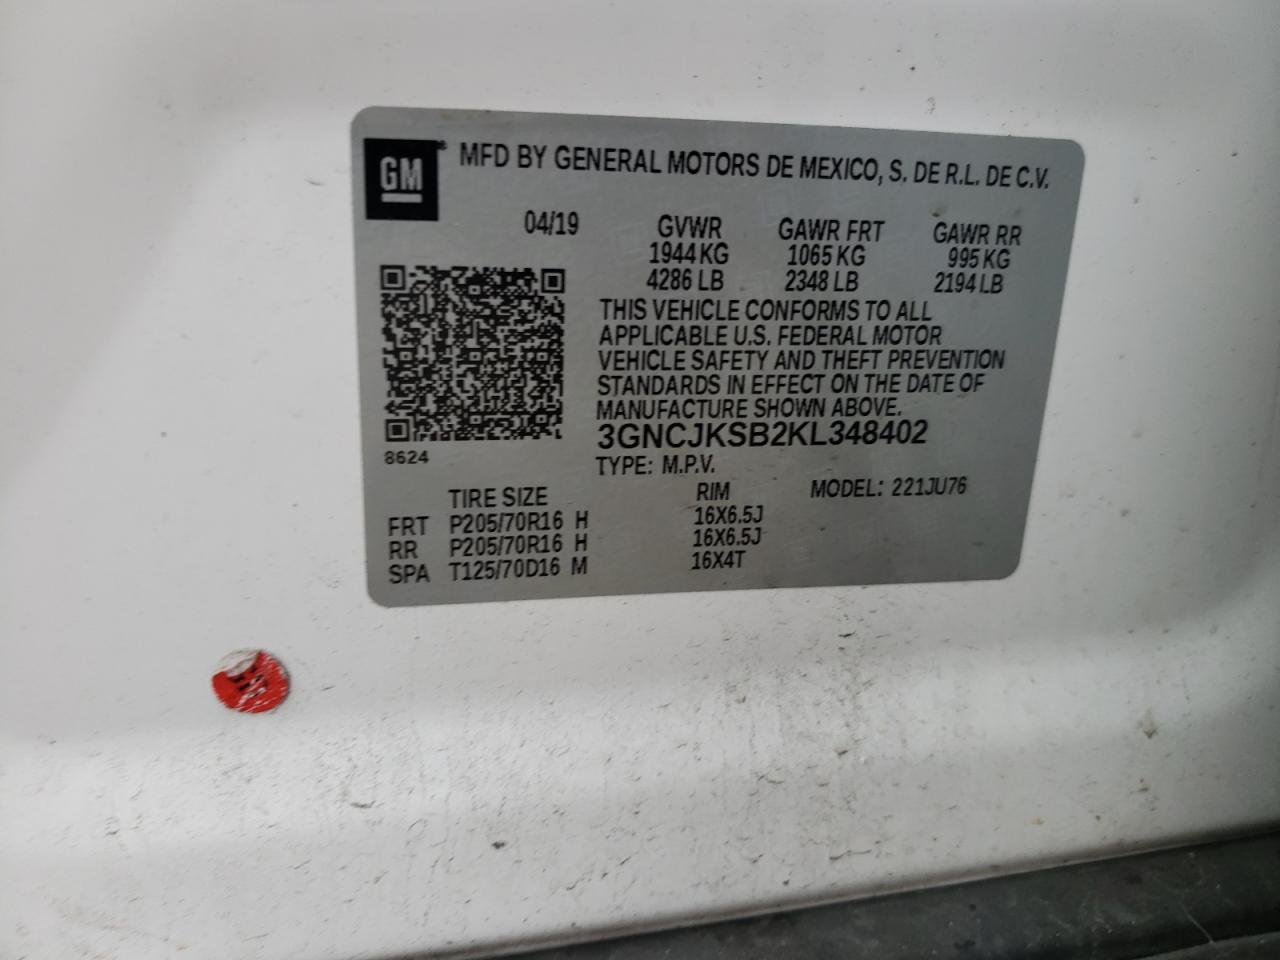 GM
MFD BY GENERAL MOTORS DE MEXICO, S. DE R.L. DE C.V.
04/19 GVWR GAWR FRT GAWR RR
1944 KG 1065 KG 995 KG
4286 LB 2348 LB 2194 LB
THIS VEHICLE CONFORMS TO ALL
APPLICABLE U.S. FEDERAL MOTOR
VEHICLE SAFETY AND THEFT PREVENTION
STANDARDS IN EFFECT ON THE DATE OF
MANUFACTURE SHOWN ABOVE.
3GNCJKSB2KL348402
8624
TYPE: M.P.V.
MODEL: 221JU76
TIRE SIZE RIM
FRT P205/70R16 H 16X6.5J
RR P205/70R16 H 16X6.5J
SPA T125/70D16 M 16X4T